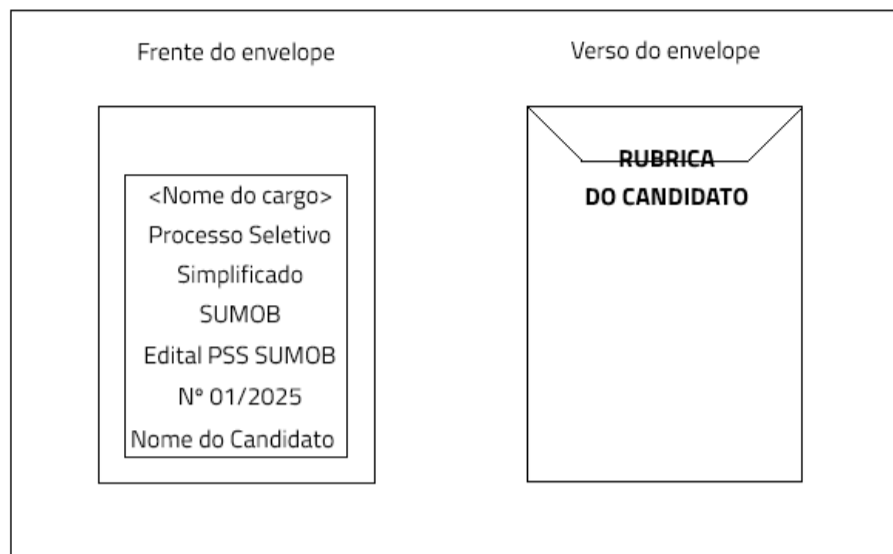 Frente do envelope
<Nome do cargo>
Processo Seletivo
Simplificado
SUMOB
Edital PSS SUMOB
Nº 01/2025
Nome do Candidato
Verso do envelope
RUBRICA
DO CANDIDATO